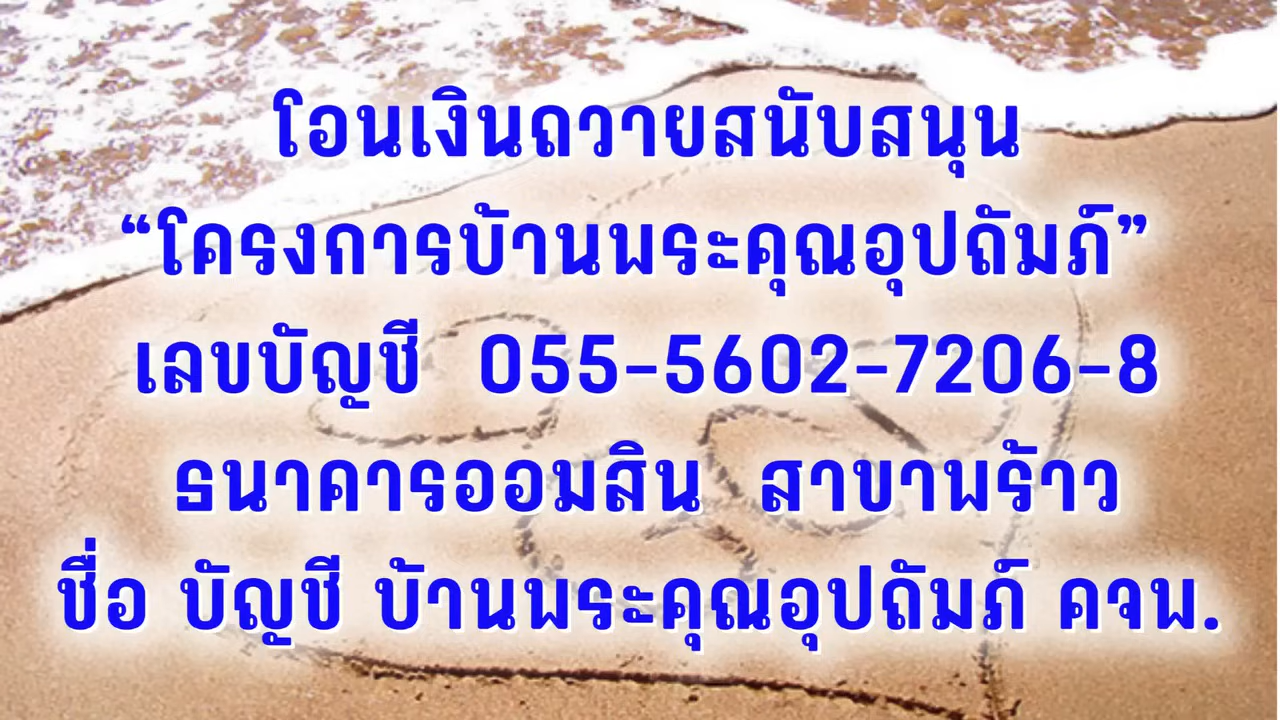 โอนเงินถวายสนับสนุน
“โครงการบ้านพระคุณอุปถัมภ์”
เลขบัญชี 055-5602-7206-8
ธนาคารออมสิน สาขาพร้าว
ชื่อ บัญชี บ้านพระคุณอุปถัมภ์ คจพ.